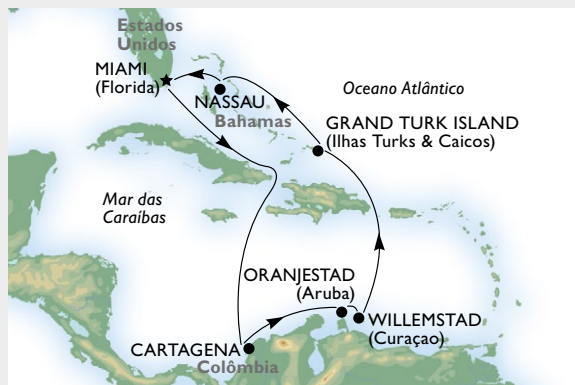 Estados
Unidos
MIAMI
(Florida)
NASSAU
Bahamas
Oceano Atlântico
GRAND TURK ISLAND
(Ilhas Turks & Caicos)
Mar das
Caraíbas
ORANJESTAD
(Aruba)
WILLEMSTAD
(Curaçao)
CARTAGENA
Colômbia